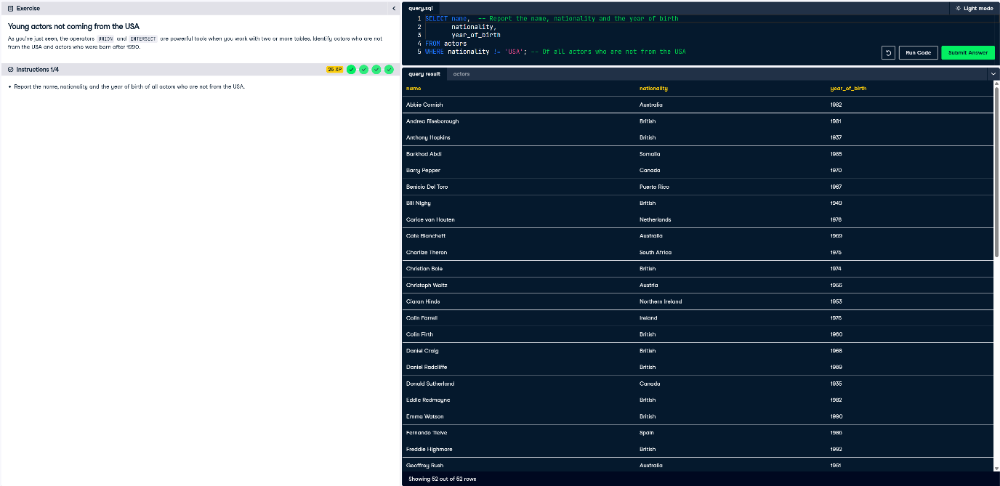 Exercise
Young actors not coming from the USA
As you've just seen, the operators UNION and INTERSECT are powerful tools when you work with two or more tables. Identify actors who are not
from the USA and actors who were born after 1990.
Instructions 1/4
25 XP
Report the name, nationality and the year of birth of all actors who are not from the USA.
query.sql
Light mode
1 SELECT name, -- Report the name, nationality and the year of birth
2 nationality,
3 year_of_birth
4 FROM actors
5 WHERE nationality != 'USA'; -- Of all actors who are not from the USA
Run Code
Submit Answer
query result actors
name nationality year_of_birth
Abbie Cornish Australia 1982
Andrea Riseborough British 1981
Anthony Hopkins British 1937
Barkhad Abdi Somalia 1985
Barry Pepper Canada 1970
Benicio Del Toro Puerto Rico 1967
Bill Nighy British 1949
Carice van Houten Netherlands 1976
Cate Blanchett Australia 1969
Charlize Theron South Africa 1975
Christian Bale British 1974
Christoph Waltz Austria 1956
Ciaran Hinds Northern Ireland 1953
Colin Farrell Ireland 1976
Colin Firth British 1960
Daniel Craig British 1968
Daniel Radcliffe British 1989
Donald Sutherland Canada 1935
Eddie Redmayne British 1982
Emma Watson British 1990
Fernando Tielve Spain 1986
Freddie Highmore British 1992
Geoffrey Rush Australia 1951
Showing 52 out of 52 rows